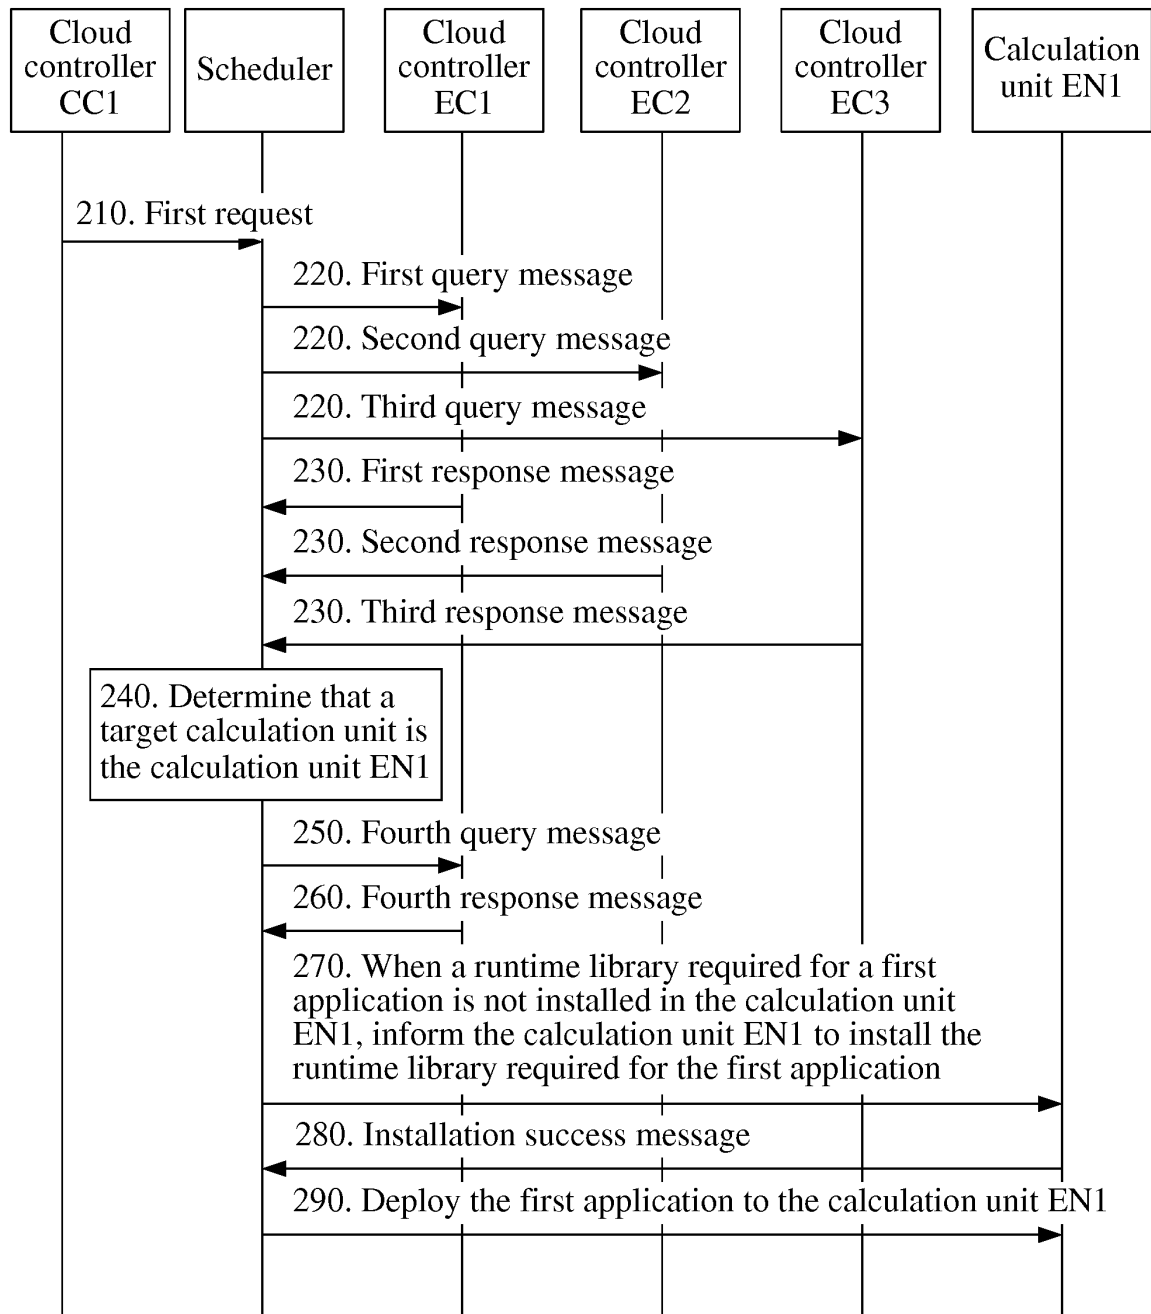 Cloud
controller
CC1
Scheduler
Cloud
controller
EC1
Cloud
controller
EC2
Cloud
controller
EC3
Calculation
unit EN1
210. First request
220. First query message
220. Second query message
220. Third query message
230. First response message
230. Second response message
230. Third response message
240. Determine that a
target calculation unit is
the calculation unit EN1
250. Fourth query message
260. Fourth response message
270. When a runtime library required for a first
application is not installed in the calculation unit
EN1, inform the calculation unit EN1 to install the
runtime library required for the first application
280. Installation success message
290. Deploy the first application to the calculation unit EN1